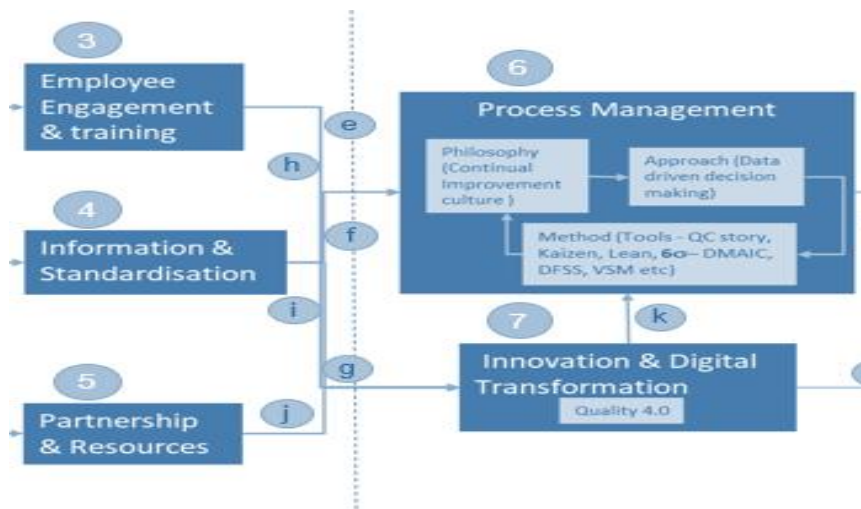 3
Employee
Engagement
& training
e
h
4
Information &
Standardisation
f
i
5
Partnership
& Resources
g
j
6
Process Management
Philosophy
(Continual
Improvement
culture )
Approach (Data
driven decision
making)
Method (Tools - QC story,
Kaizen, Lean, 6σ– DMAIC,
DFSS, VSM etc)
k
7
Innovation & Digital
Transformation
Quality 4.0